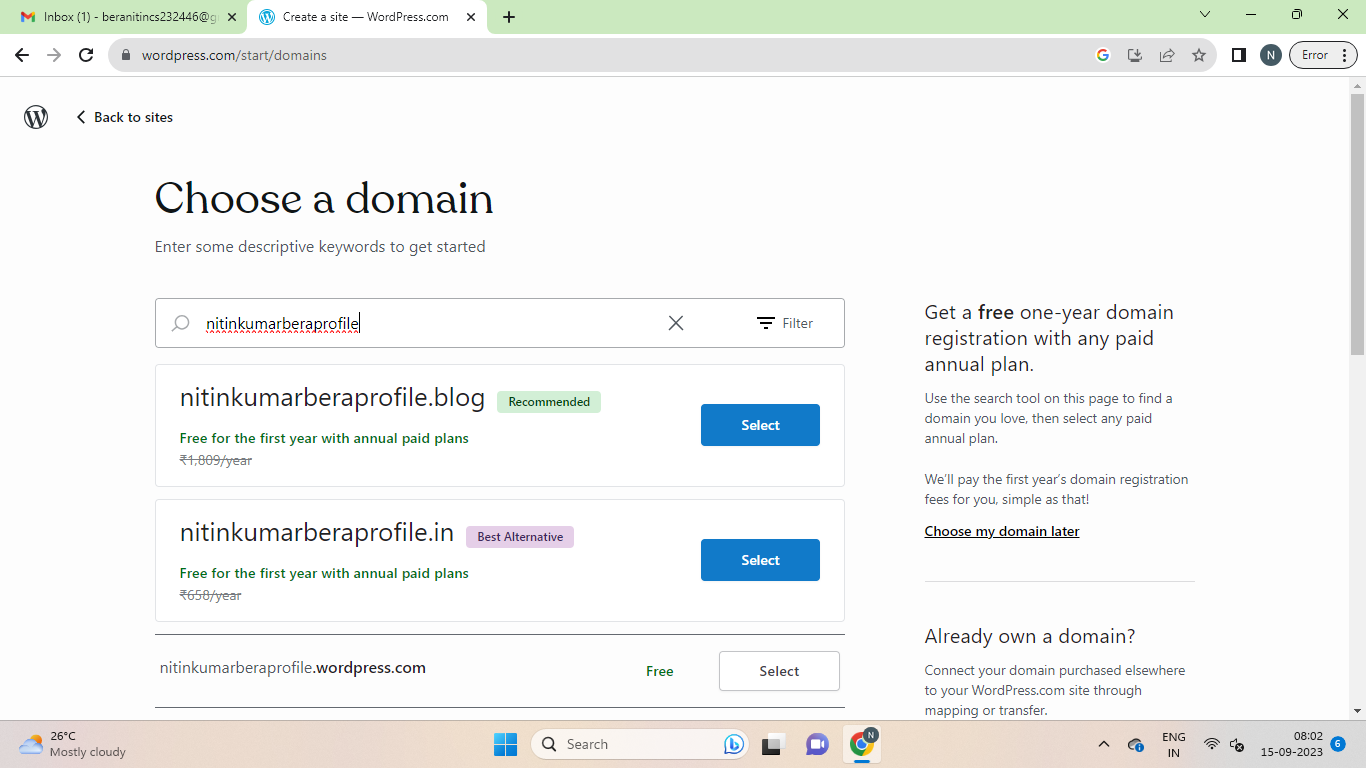 Inbox (1) - beranitincs232446@g
Create a site — WordPress.com
wordpress.com/start/domains
N
Error
Back to sites
Choose a domain
Enter some descriptive keywords to get started
nitinkumarberaprofile
Filter
nitinkumarberaprofile.blog Recommended
Free for the first year with annual paid plans
₹1,809/year
Select
nitinkumarberaprofile.in Best Alternative
Free for the first year with annual paid plans
₹658/year
Select
nitinkumarberaprofile.wordpress.com
Free
Select
Get a free one-year domain
registration with any paid
annual plan.
Use the search tool on this page to find a
domain you love, then select any paid
annual plan.
We'll pay the first year's domain registration
fees for you, simple as that!
Choose my domain later
Already own a domain?
Connect your domain purchased elsewhere
to your WordPress.com site through
mapping or transfer.
26°C
Mostly cloudy
Search
N
ENG
IN
08:02
15-09-2023
6